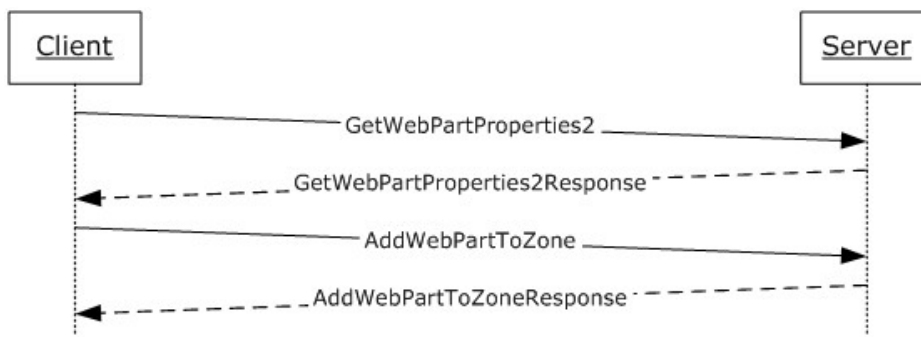 Client
Server
GetWebPartProperties2
GetWebPartProperties2Response
AddWebPartToZone
AddWebPartToZoneResponse